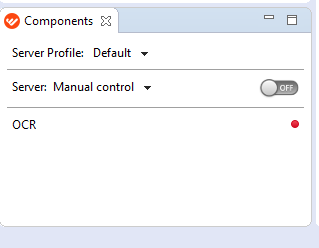 Components
Server Profile: Default
Server: Manual control OFF
OCR